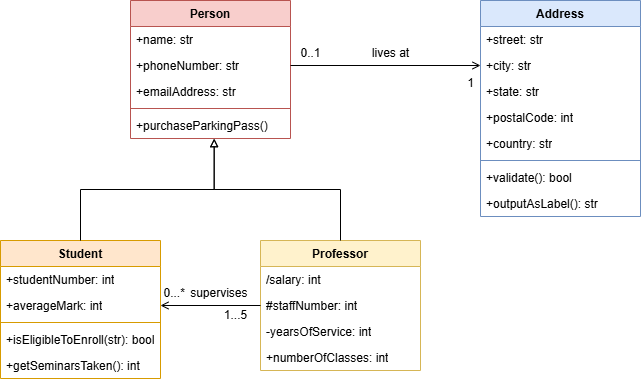 Person
+name: str
+phoneNumber: str
+emailAddress: str
+purchaseParkingPass()
0..1
lives at
1
Address
+street: str
+city: str
+state: str
+postalCode: int
+country: str
+validate(): bool
+outputAsLabel(): str
Student
+studentNumber: int
+averageMark: int
+isEligibleToEnroll(str): bool
+getSeminarsTaken(): int
0...* supervises
1...5
Professor
/salary: int
#staffNumber: int
-yearsOfService: int
+numberOfClasses: int